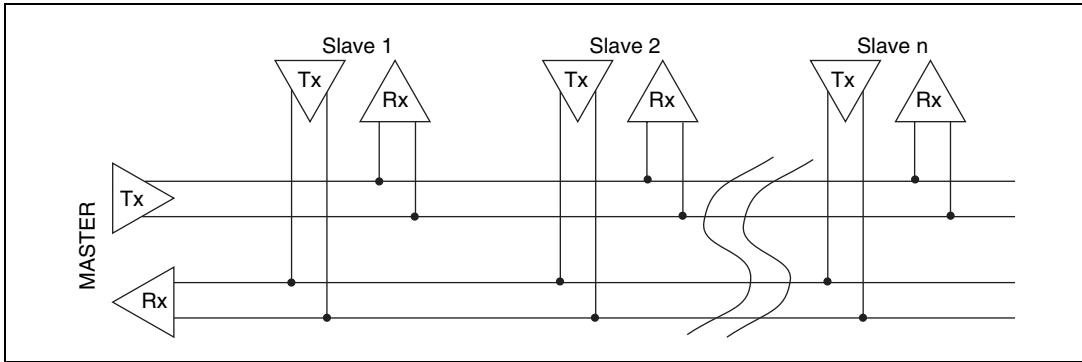 Slave 1
Slave 2
Slave n
Tx
Rx
Tx
Rx
Tx
Rx
MASTER
Tx
Rx